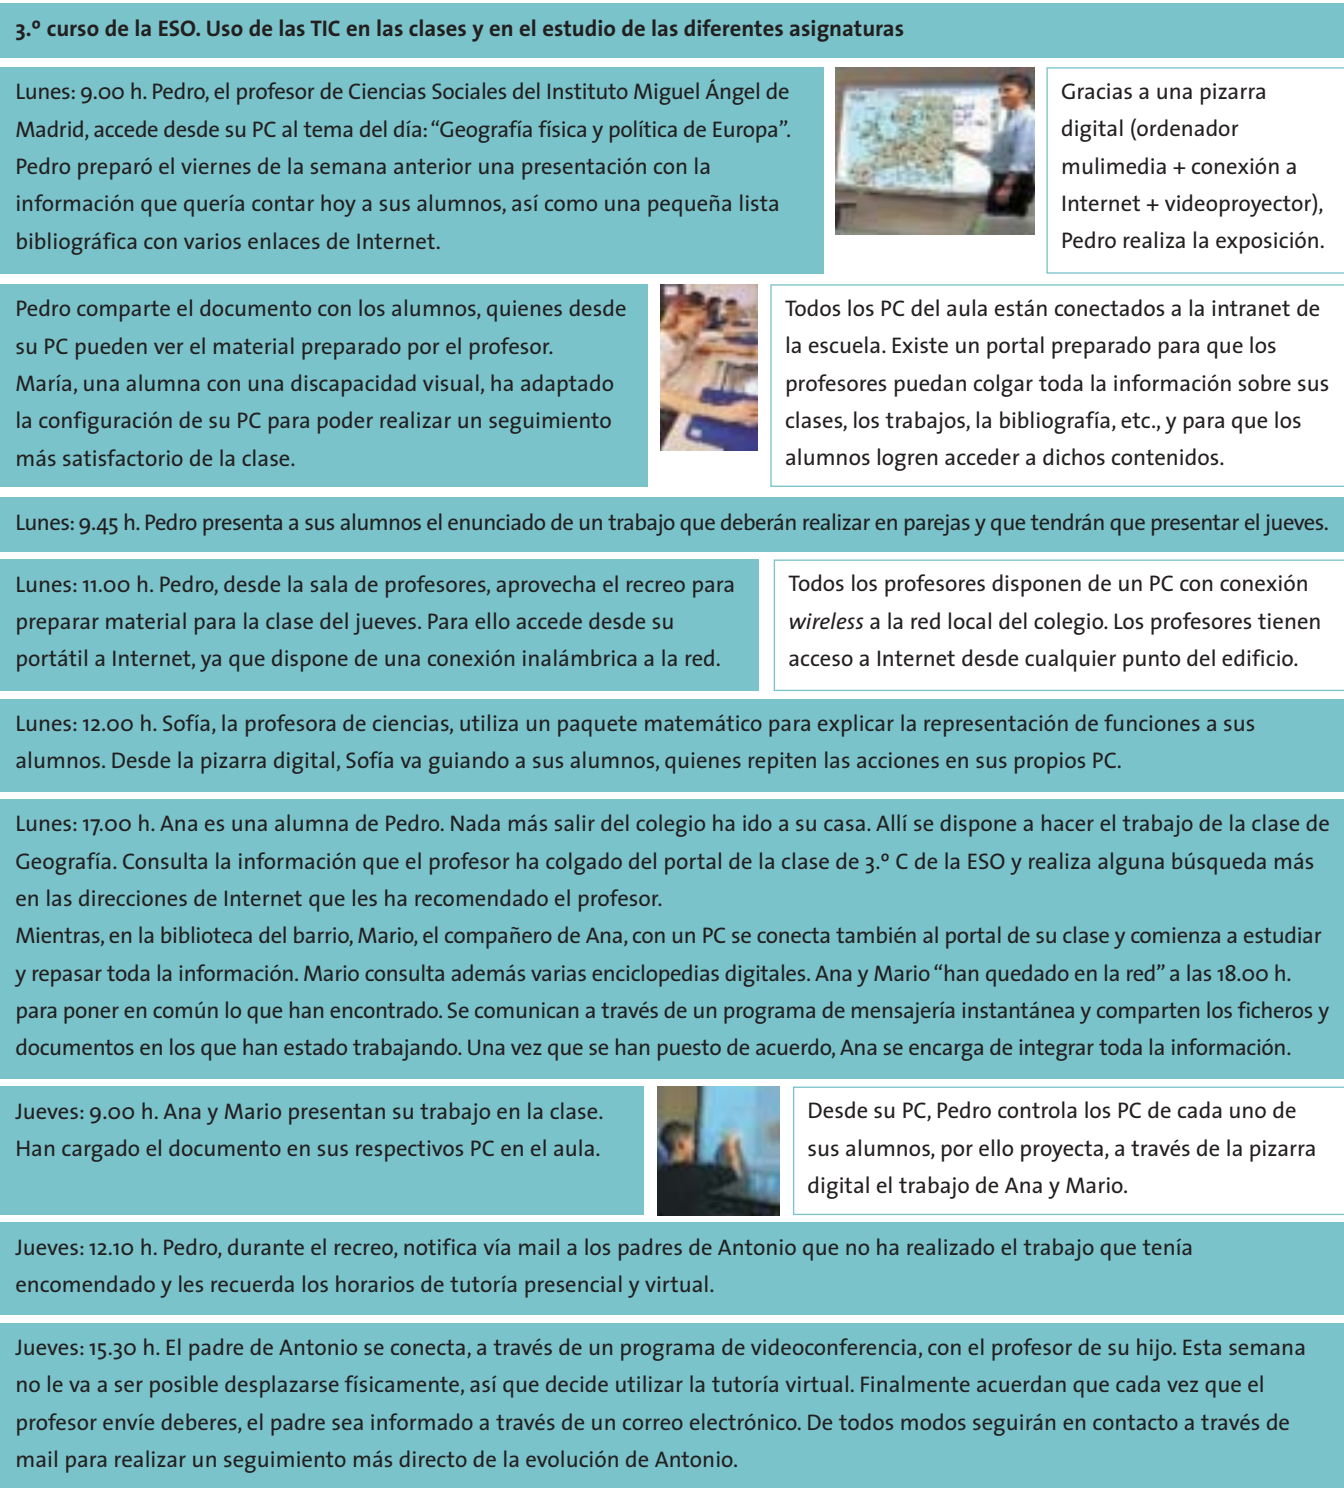 3.º curso de la ESO. Uso de las TIC en las clases y en el estudio de las diferentes asignaturas
Lunes: 9.00 h. Pedro, el profesor de Ciencias Sociales del Instituto Miguel Ángel de
Madrid, accede desde su PC al tema del día: “Geografía física y política de Europa”.
Pedro preparó el viernes de la semana anterior una presentación con la
información que quería contar hoy a sus alumnos, así como una pequeña lista
bibliográfica con varios enlaces de Internet.
Gracias a una pizarra
digital (ordenador
mulimedia + conexión a
Internet + videoproyector),
Pedro realiza la exposición.
Pedro comparte el documento con los alumnos, quienes desde
su PC pueden ver el material preparado por el profesor.
María, una alumna con una discapacidad visual, ha adaptado
la configuración de su PC para poder realizar un seguimiento
más satisfactorio de la clase.
Todos los PC del aula están conectados a la intranet de
la escuela. Existe un portal preparado para que los
profesores puedan colgar toda la información sobre sus
clases, los trabajos, la bibliografía, etc., y para que los
alumnos logren acceder a dichos contenidos.
Lunes: 9.45 h. Pedro presenta a sus alumnos el enunciado de un trabajo que deberán realizar en parejas y que tendrán que presentar el jueves.
Lunes: 11.00 h. Pedro, desde la sala de profesores, aprovecha el recreo para
preparar material para la clase del jueves. Para ello accede desde su
portátil a Internet, ya que dispone de una conexión inalámbrica a la red.
Todos los profesores disponen de un PC con conexión
wireless a la red local del colegio. Los profesores tienen
acceso a Internet desde cualquier punto del edificio.
Lunes: 12.00 h. Sofía, la profesora de ciencias, utiliza un paquete matemático para explicar la representación de funciones a sus
alumnos. Desde la pizarra digital, Sofía va guiando a sus alumnos, quienes repiten las acciones en sus propios PC.
Lunes: 17.00 h. Ana es una alumna de Pedro. Nada más salir del colegio ha ido a su casa. Allí se dispone a hacer el trabajo de la clase de
Geografía. Consulta la información que el profesor ha colgado del portal de la clase de 3.º C de la ESO y realiza alguna búsqueda más
en las direcciones de Internet que les ha recomendado el profesor.
Mientras, en la biblioteca del barrio, Mario, el compañero de Ana, con un PC se conecta también al portal de su clase y comienza a estudiar
y repasar toda la información. Mario consulta además varias enciclopedias digitales. Ana y Mario “han quedado en la red” a las 18.00 h.
para poner en común lo que han encontrado. Se comunican a través de un programa de mensajería instantánea y comparten los ficheros y
documentos en los que han estado trabajando. Una vez que se han puesto de acuerdo, Ana se encarga de integrar toda la información.
Jueves: 9.00 h. Ana y Mario presentan su trabajo en la clase.
Han cargado el documento en sus respectivos PC en el aula.
Desde su PC, Pedro controla los PC de cada uno de
sus alumnos, por ello proyecta, a través de la pizarra
digital el trabajo de Ana y Mario.
Jueves: 12.10 h. Pedro, durante el recreo, notifica vía mail a los padres de Antonio que no ha realizado el trabajo que tenía
encomendado y les recuerda los horarios de tutoría presencial y virtual.
Jueves: 15.30 h. El padre de Antonio se conecta, a través de un programa de videoconferencia, con el profesor de su hijo. Esta semana
no le va a ser posible desplazarse físicamente, así que decide utilizar la tutoría virtual. Finalmente acuerdan que cada vez que el
profesor envíe deberes, el padre sea informado a través de un correo electrónico. De todos modos seguirán en contacto a través de
mail para realizar un seguimiento más directo de la evolución de Antonio.